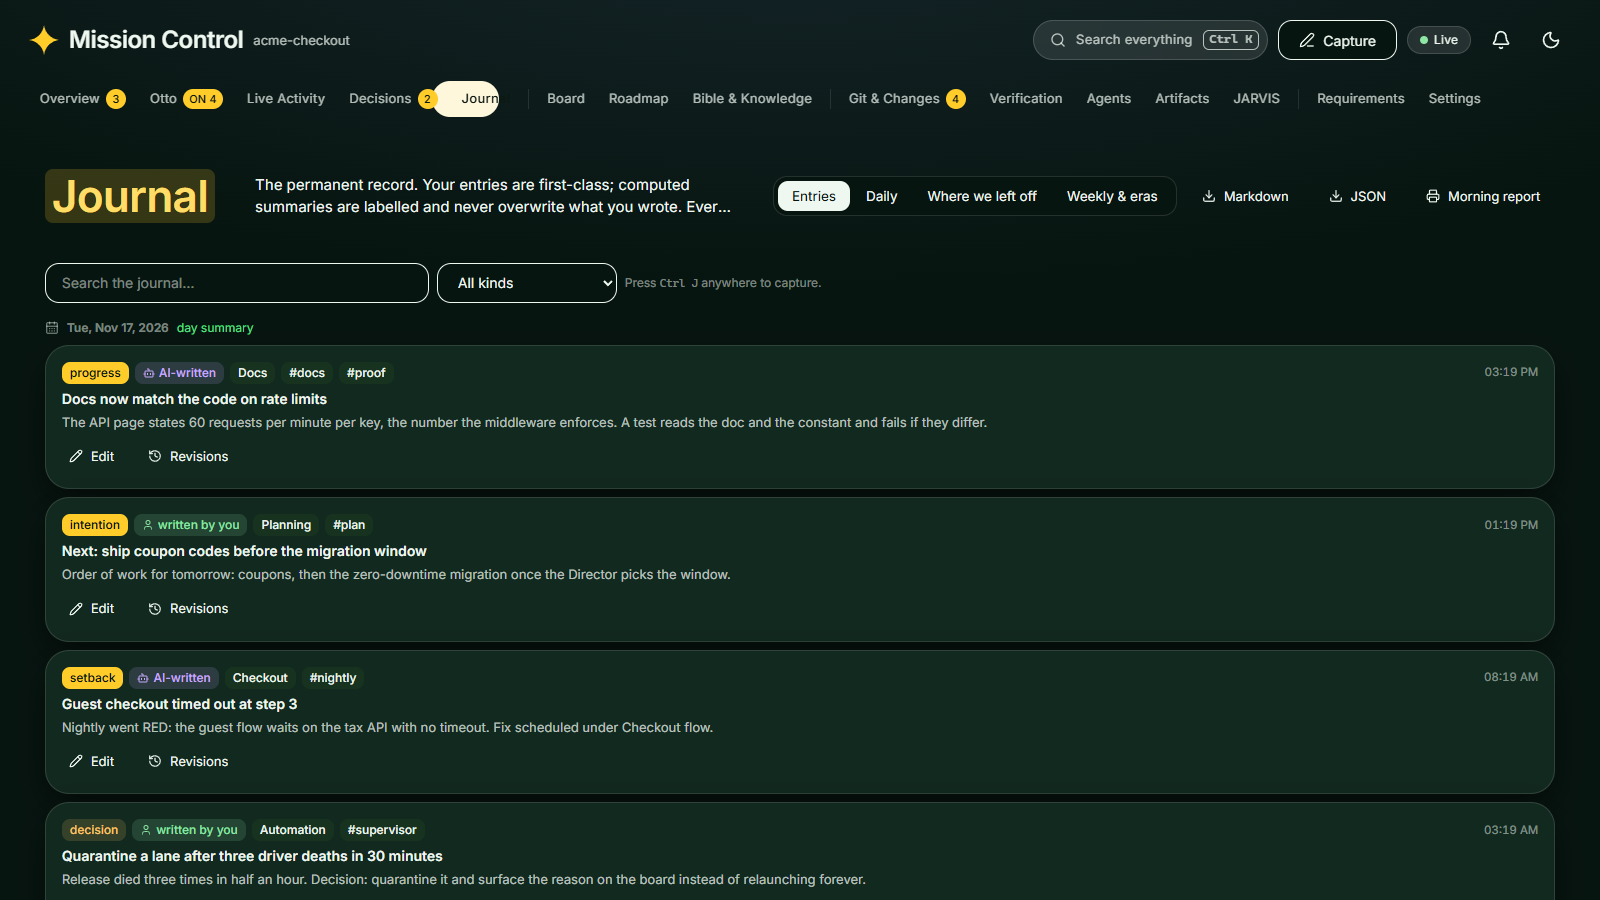 Mission Control acme-checkout
Search everything Ctrl K
Capture
Live
Overview 3 Otto ON 4 Live Activity Decisions 2 Journ Board Roadmap Bible & Knowledge Git & Changes 4 Verification Agents Artifacts JARVIS Requirements Settings
Journal
The permanent record. Your entries are first-class; computed
summaries are labelled and never overwrite what you wrote. Ever...
Entries Daily Where we left off Weekly & eras Markdown JSON Morning report
Search the journal...
All kinds
Press Ctrl J anywhere to capture.
Tue, Nov 17, 2026 day summary
progress AI-written Docs #docs #proof 03:19 PM
Docs now match the code on rate limits
The API page states 60 requests per minute per key, the number the middleware enforces. A test reads the doc and the constant and fails if they differ.
Edit Revisions
intention written by you Planning #plan 01:19 PM
Next: ship coupon codes before the migration window
Order of work for tomorrow: coupons, then the zero-downtime migration once the Director picks the window.
Edit Revisions
setback AI-written Checkout #nightly 08:19 AM
Guest checkout timed out at step 3
Nightly went RED: the guest flow waits on the tax API with no timeout. Fix scheduled under Checkout flow.
Edit Revisions
decision written by you Automation #supervisor 03:19 AM
Quarantine a lane after three driver deaths in 30 minutes
Release died three times in half an hour. Decision: quarantine it and surface the reason on the board instead of relaunching forever.